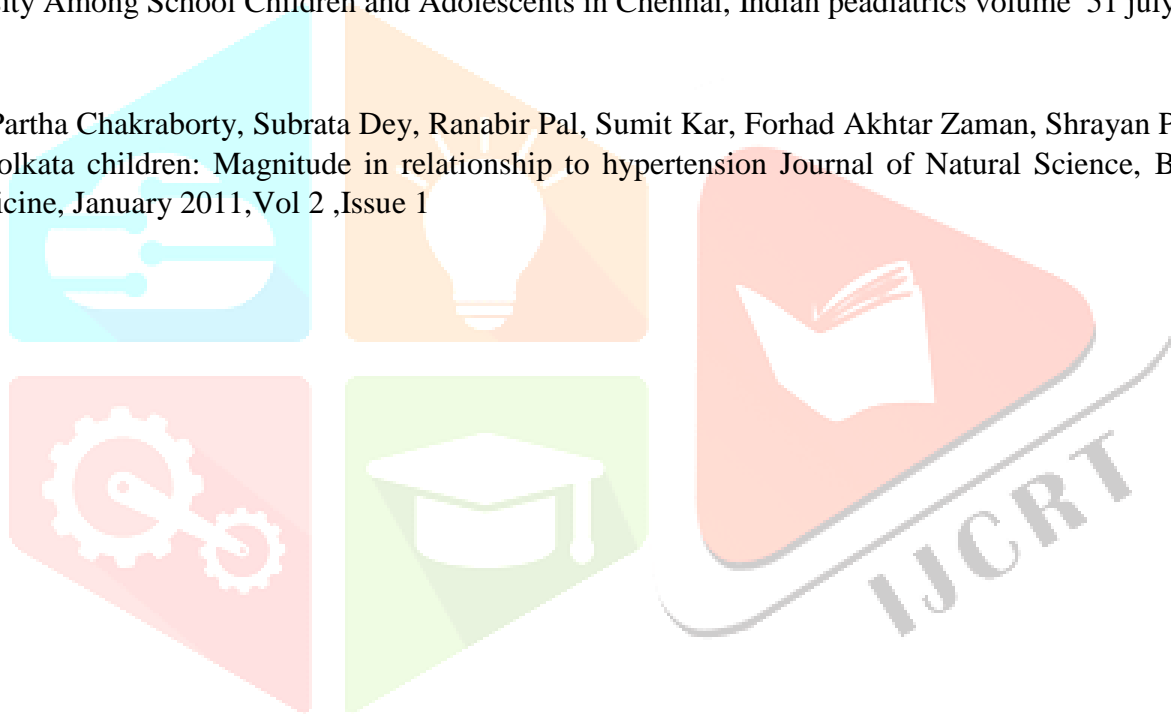 ity Among School Children and Adolescents in Chennai, Indian peadiatrics volume 51 july
Partha Chakraborty, Subrata Dey, Ranabir Pal, Sumit Kar, Forhad Akhtar Zaman, Shrayan P
olkata children: Magnitude in relationship to hypertension Journal of Natural Science, B
icine, January 2011,Vol 2 ,Issue 1
IJCRT